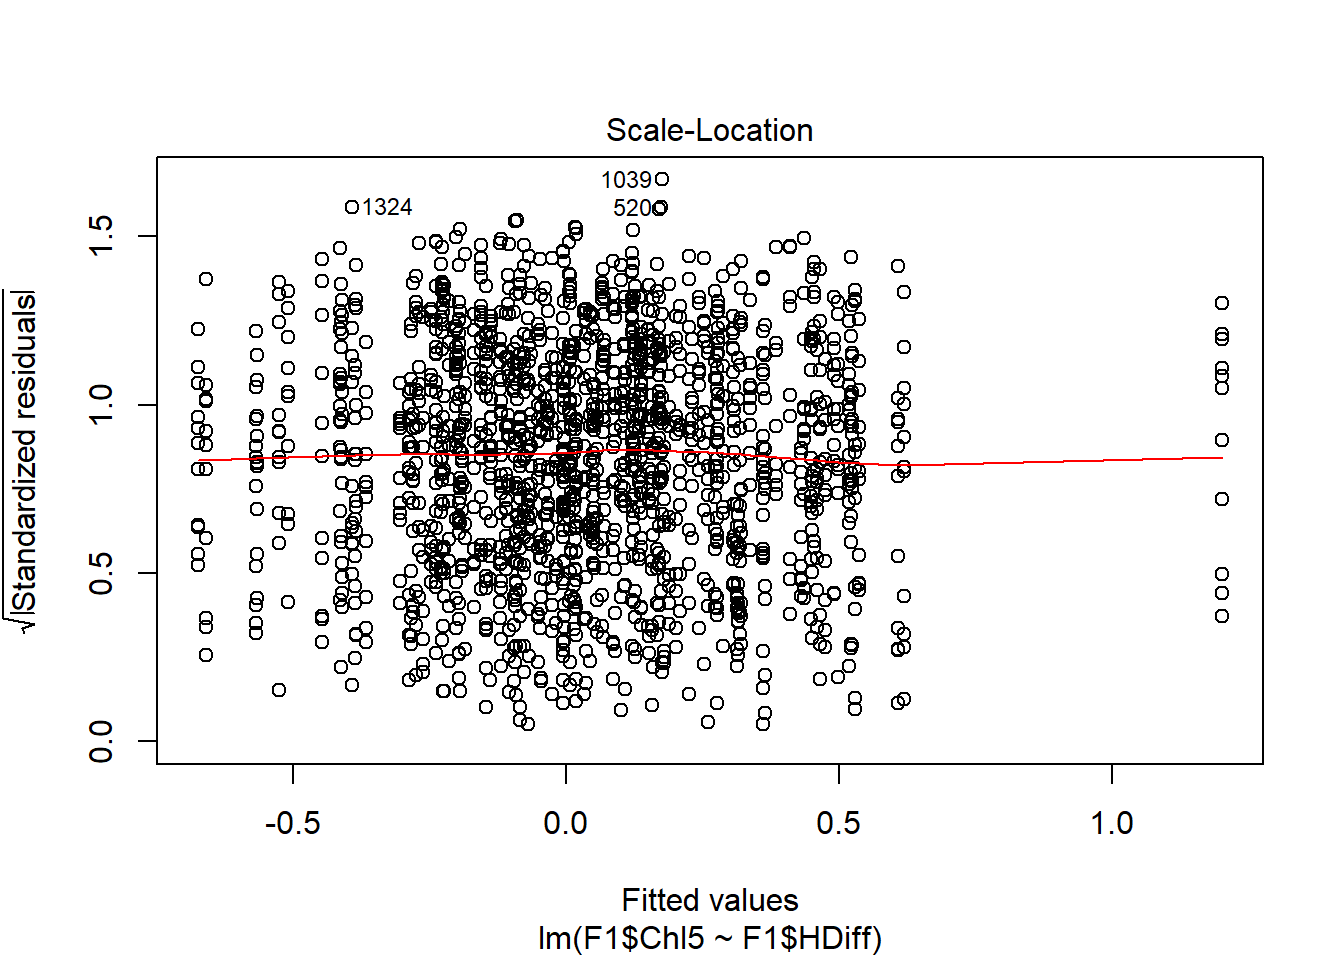 Scale-Location
1039
1324
520
√|Standardized residuals|
1.5
1.0
0.5
0.0
-0.5
0.0
0.5
1.0
Fitted values
lm(F1$Chl5 ~ F1$HDiff)